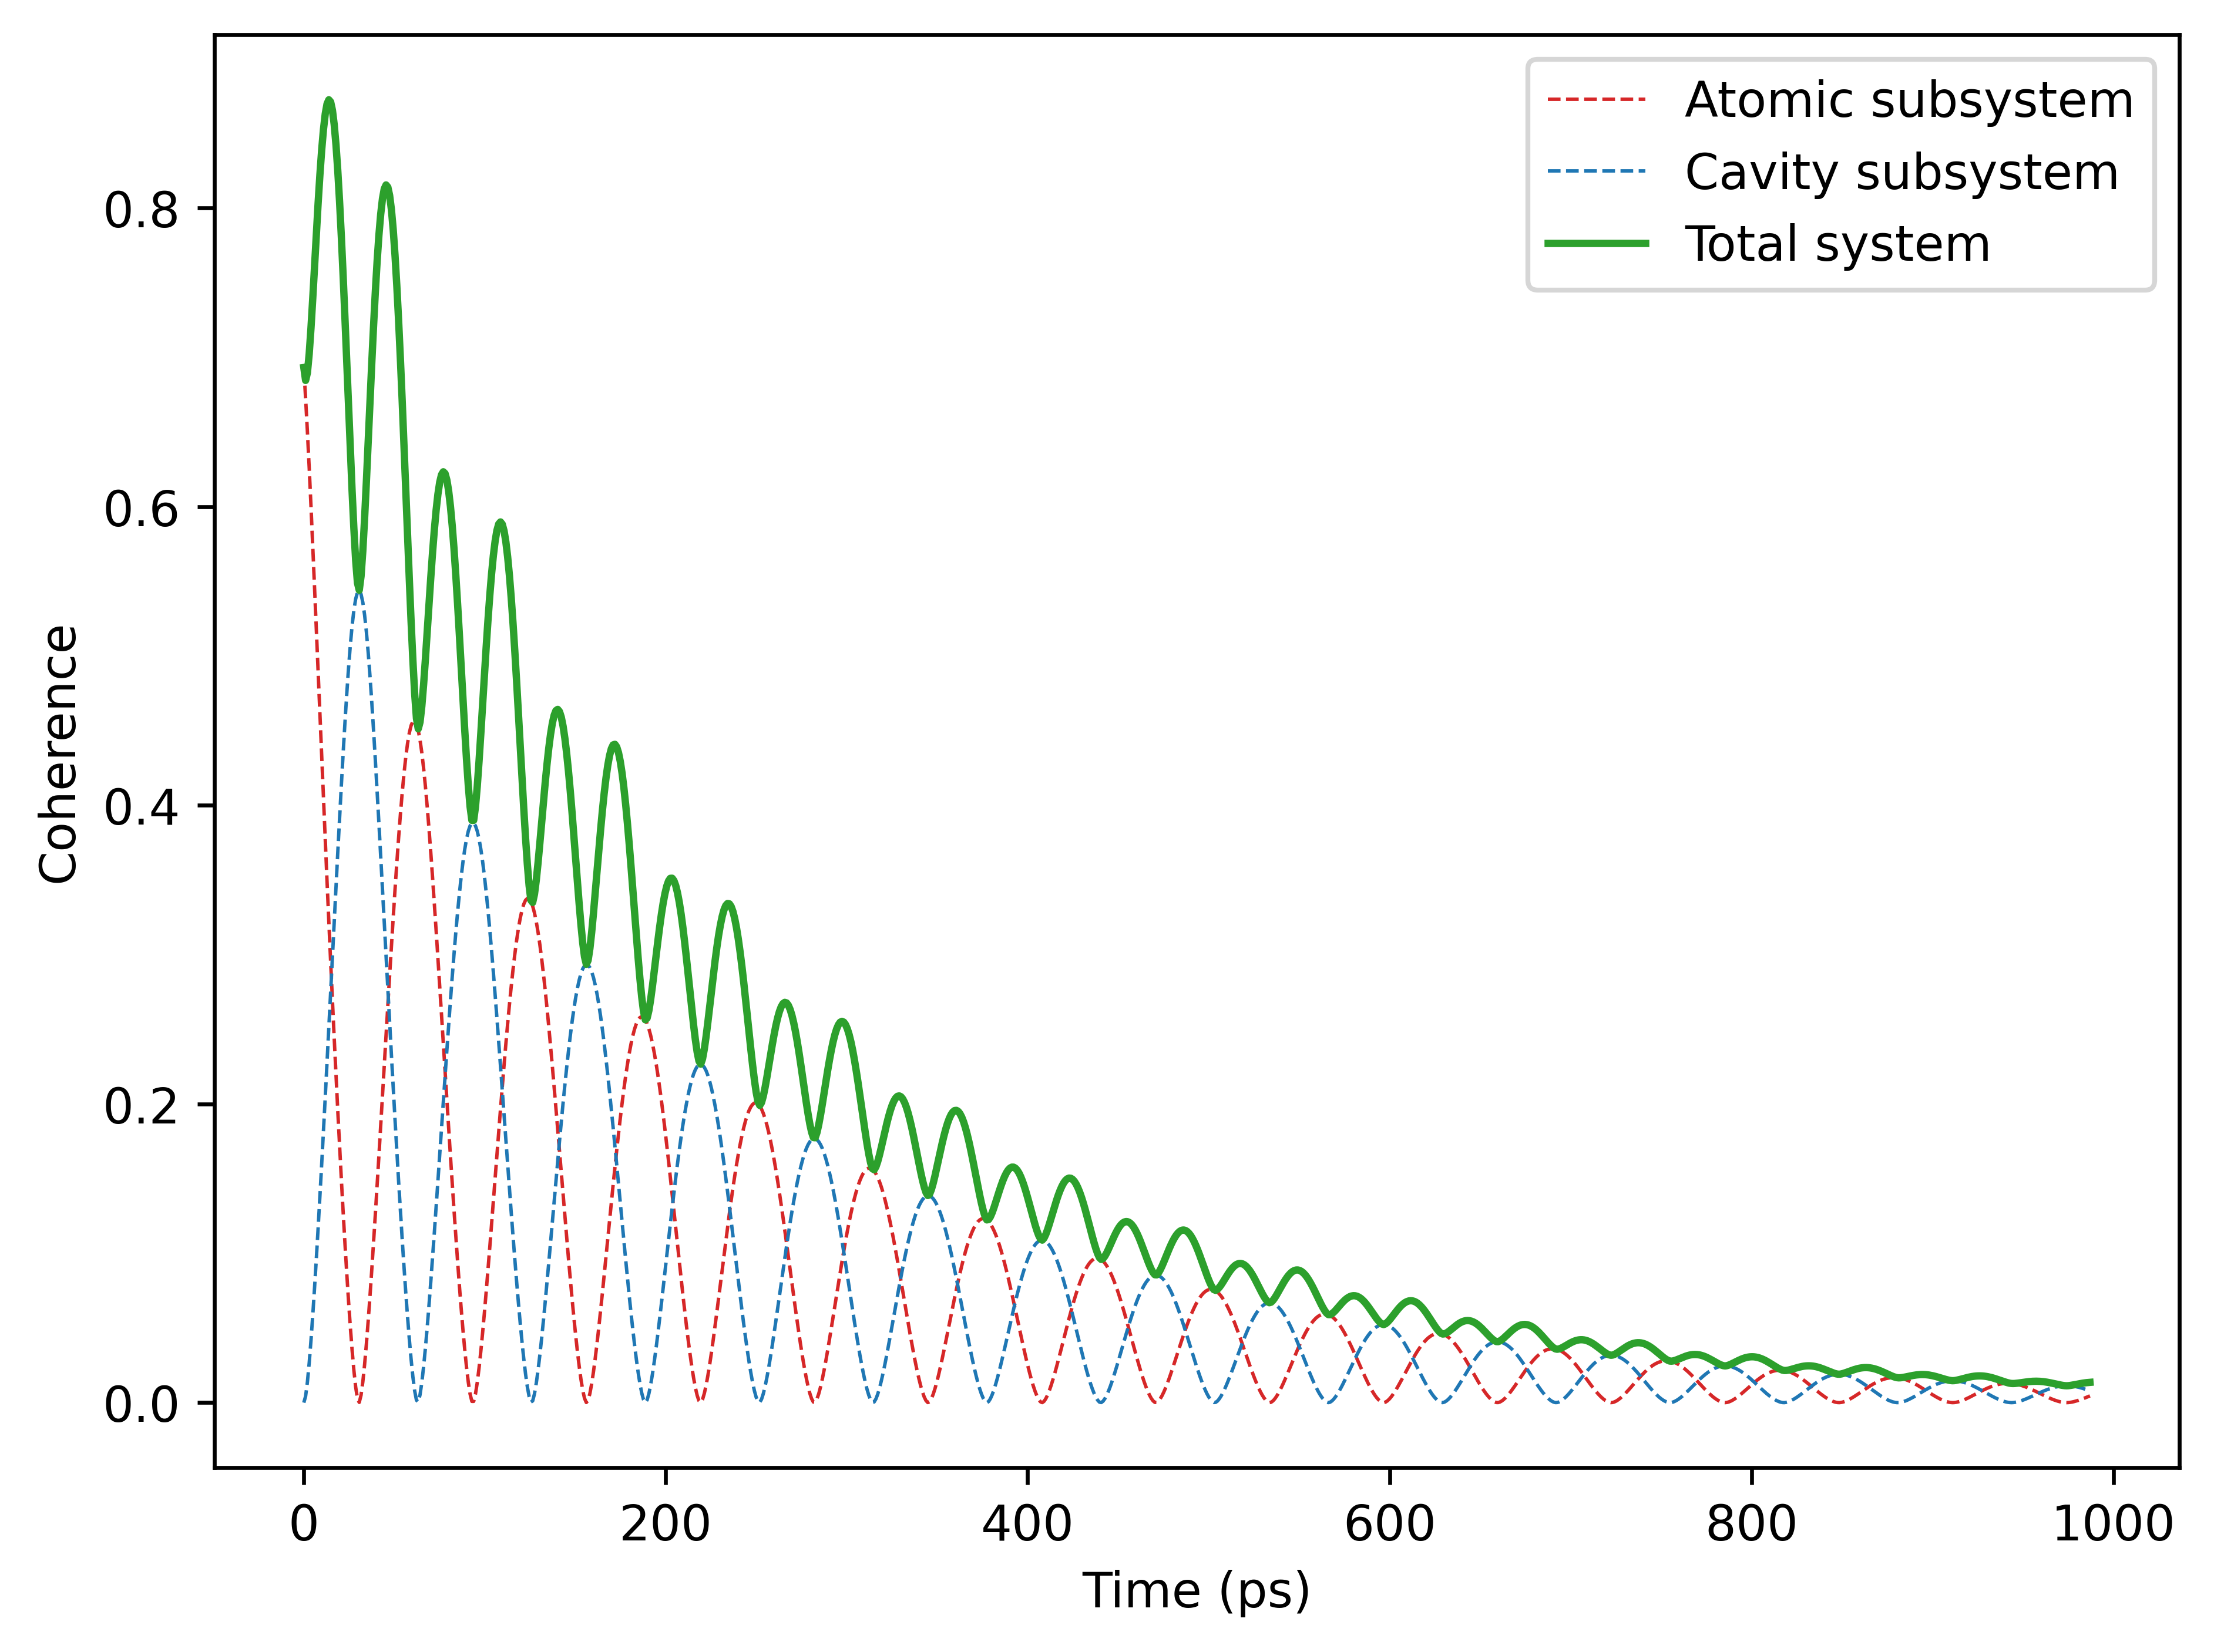 Atomic subsystem
Cavity subsystem
Total system
Coherence
0.8
0.6
0.4
0.2
0.0
0 200 400 600 800 1000
Time (ps)